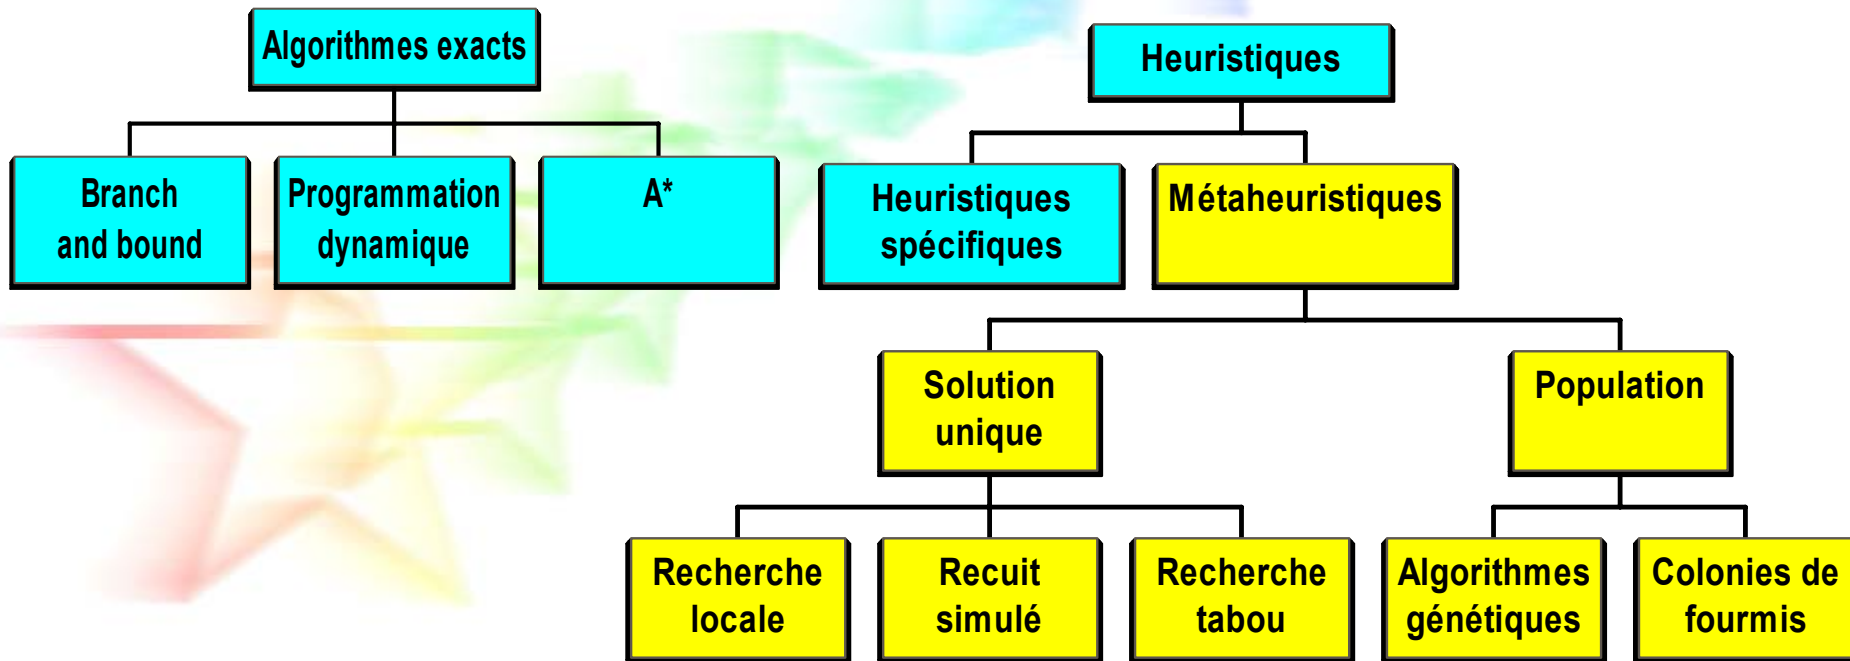 Algorithmes exacts
Heuristiques
Branch
and bound
Programmation
dynamique
A*
Heuristiques
spécifiques
Métaheuristiques
Solution
unique
Population
Recherche
locale
Recuit
simulé
Recherche
tabou
Algorithmes
génétiques
Colonies de
fourmis